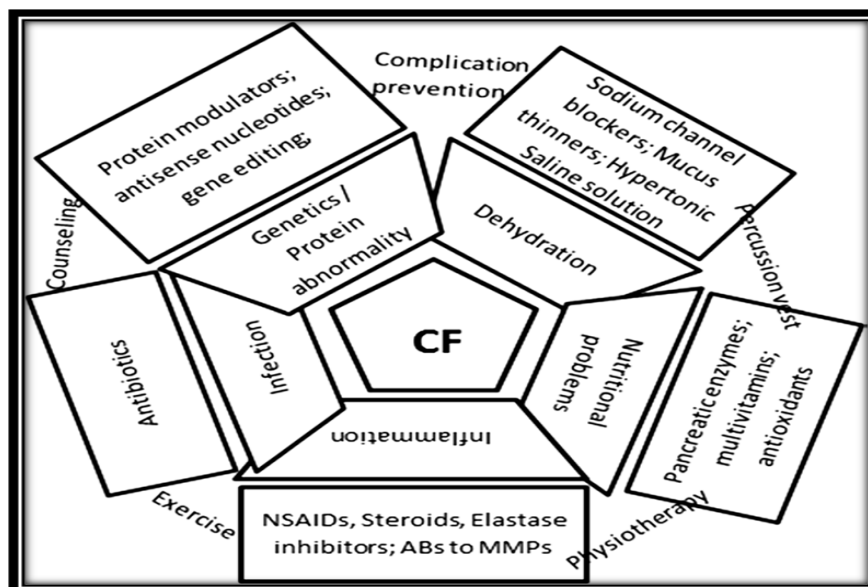 Complication
prevention
Protein modulators;
antisense nucleotides;
gene editing;
Sodium channel
blockers; Mucus
thinners; Hypertonic
Saline solution
Genetics /
Protein
abnormality
Dehydration
Counseling
Percussion vest
CF
Antibiotics
Infection
Nutritional
problems
Pancreatic enzymes;
multivitamins;
antioxidants
Inflammation
Exercise
NSAIDs, Steroids, Elastase
inhibitors; ABs to MMPs
Physiotherapy